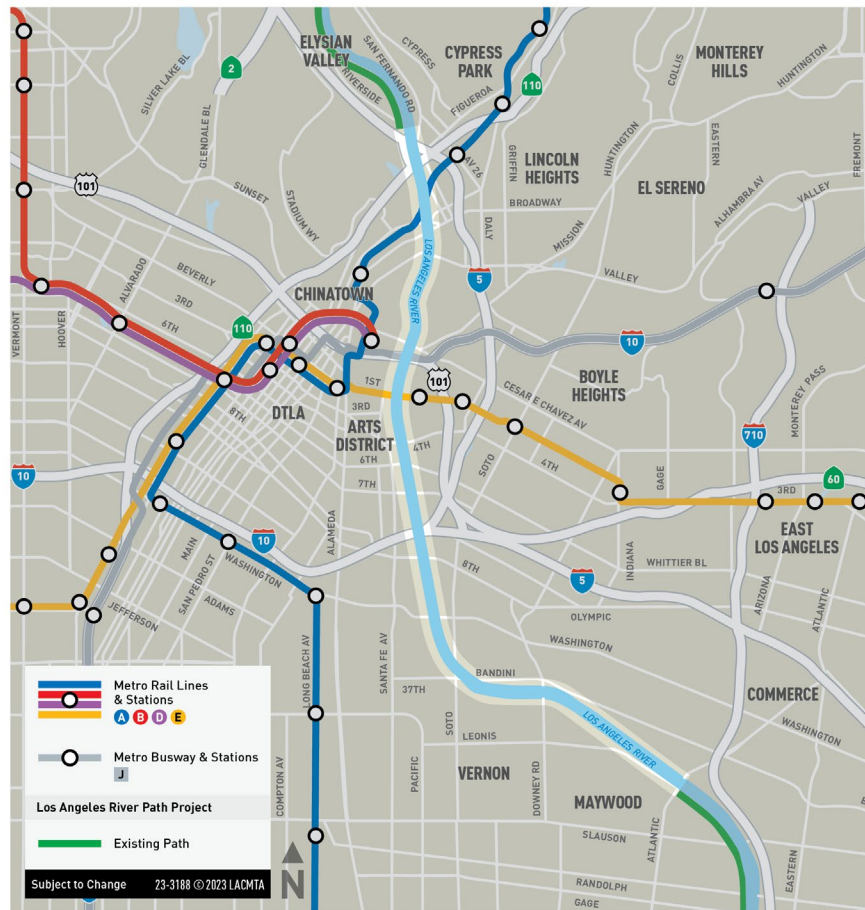 ELYSIAN
VALLEY
SAN FERNANDO RD
CYPRESS
CYPRESS
PARK
MONTEREY
HILLS
COLLIS
HUNTINGTON
2
RIVERSIDE
110
FIGUEROA
SILVER LAKE BL
GLENDALE BL
HUNTINGTON
EASTERN
FREMONT
GRIFFIN
LINCOLN
HEIGHTS
AV 26
101
SUNSET
STADIUM WY
EL SERENO
ALHAMBRA AV
VALLEY
BROADWAY
DALY
MISSION
LOS ANGELES RIVER
BEVERLY
ALVARADO
VALLEY
5
CHINATOWN
3RD
6TH
110
VERMONT
HOOVER
10
101
1ST
BOYLE
HEIGHTS
CESAR E CHAVEZ AV
MONTEREY PASS
8TH
DTLA
3RD
ARTS
DISTRICT
4TH
6TH
7TH
SOTO
4TH
710
GAGE
10
60
3RD
EAST
LOS ANGELES
ALAMEDA
MAIN
SAN PEDRO ST
10
WASHINGTON
8TH
INDIANA
WHITTIER BL
5
ADAMS
JEFFERSON
OLYMPIC
ARIZONA
ATLANTIC
WASHINGTON
LONG BEACH AV
SANTA FE AV
BANDINI
37TH
COMMERCE
SOTO
LOS ANGELES RIVER
WASHINGTON
LEONIS
COMPTON AV
PACIFIC
VERNON
DOWNEY RD
MAYWOOD
SLAUSON
ATLANTIC
EASTERN
RANDOLPH
GAGE
Metro Rail Lines
& Stations
A B D E
Metro Busway & Stations
J
Los Angeles River Path Project
Existing Path
Subject to Change 23-3188 © 2023 LACMTA
N